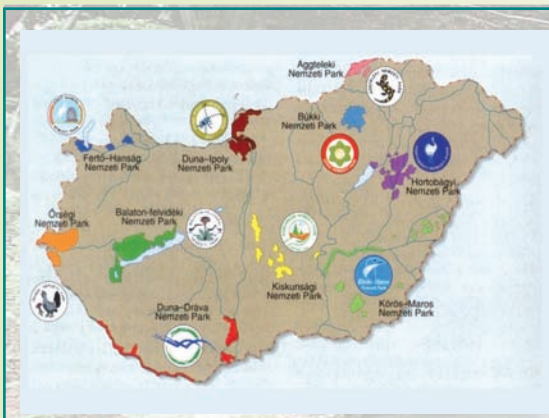 Aggteleki
Nemzeti Park
Bükki
Nemzeti Park
Fertő–Hanság
Nemzeti Park
Duna–Ipoly
Nemzeti Park
Hortobágyi
Nemzeti Park
Őrségi
Nemzeti Park
Balaton-felvidéki
Nemzeti Park
Kiskunsági
Nemzeti Park
Körös–Maros
Nemzeti Park
Duna–Dráva
Nemzeti Park